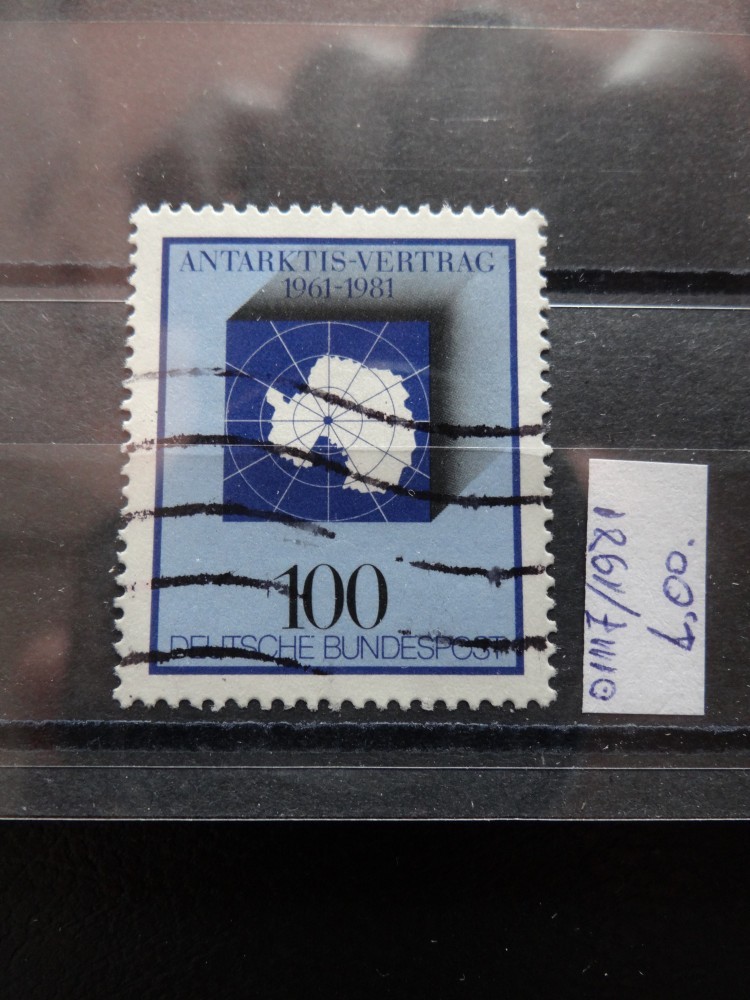 ANTARKTIS-VERTRAG
1961-1981
100
DEUTSCHE BUNDESPOST
⊙1117/1981
4,00.